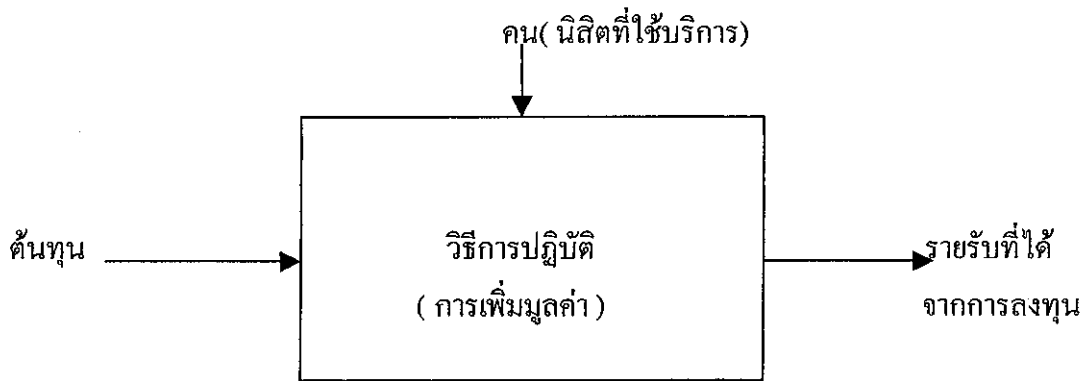 คน( นิสิตที่ใช้บริการ)
ต้นทุน
วิธีการปฏิบัติ
( การเพิ่มมูลค่า )
รายรับที่ได้
จากการลงทุน